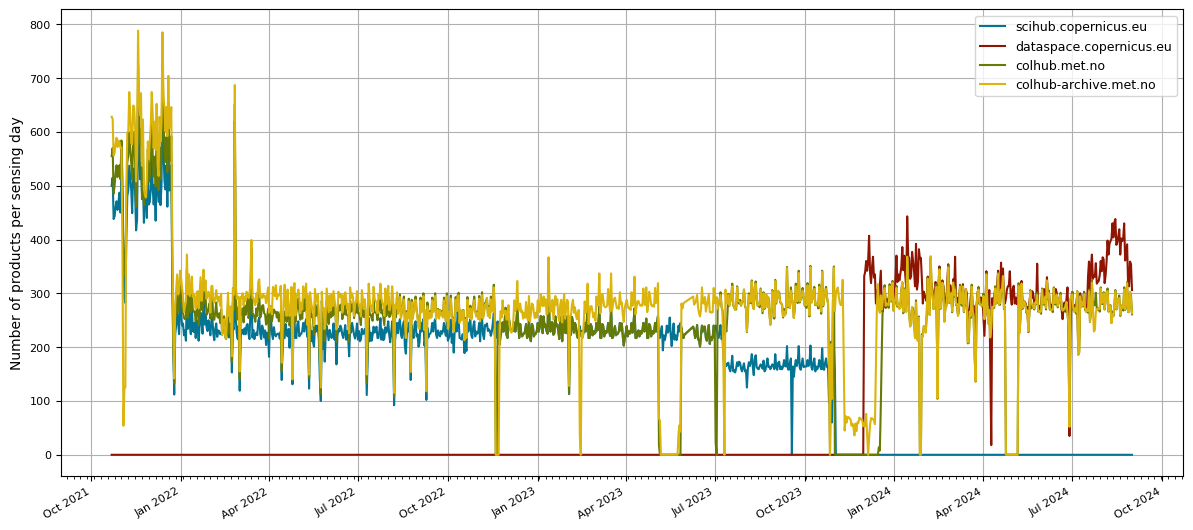 Number of products per sensing day
800
700
600
500
400
300
200
100
0
Oct 2021
Jan 2022
Apr 2022
Jul 2022
Oct 2022
Jan 2023
Apr 2023
Jul 2023
Oct 2023
Jan 2024
Apr 2024
Jul 2024
Oct 2024
scihub.copernicus.eu
dataspace.copernicus.eu
colhub.met.no
colhub-archive.met.no